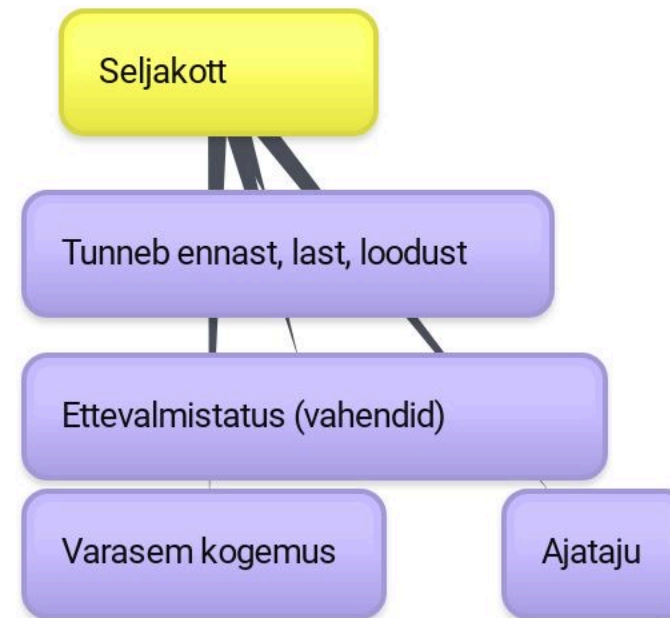 Seljakott
Tunneb ennast, last, loodust
Ettevalmistatus (vahendid)
Varasem kogemus
Ajataju